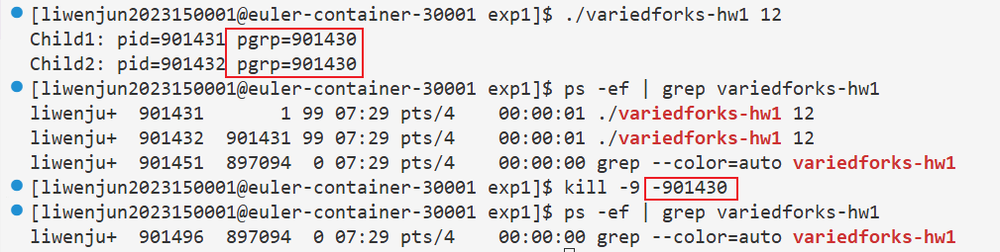 [liwenjun2023150001@euler-container-30001 exp1]$ ./variedforks-hw1 12
Child1: pid=901431 pgrp=901430
Child2: pid=901432 pgrp=901430
[liwenjun2023150001@euler-container-30001 exp1]$ ps -ef | grep variedforks-hw1
liwenju+  901431       1 99 07:29 pts/4    00:00:01 ./variedforks-hw1 12
liwenju+  901432  901431 99 07:29 pts/4    00:00:01 ./variedforks-hw1 12
liwenju+  901451  897094  0 07:29 pts/4    00:00:00 grep --color=auto variedforks-hw1
[liwenjun2023150001@euler-container-30001 exp1]$ kill -9 -901430
[liwenjun2023150001@euler-container-30001 exp1]$ ps -ef | grep variedforks-hw1
liwenju+  901496  897094  0 07:29 pts/4    00:00:00 grep --color=auto variedforks-hw1